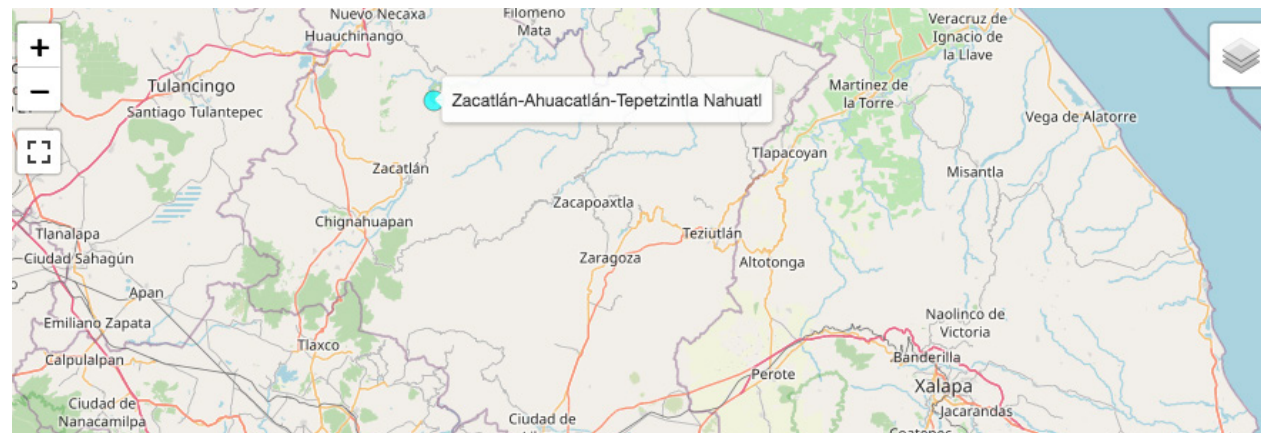 Nuevo Necaxa
Huauchinango
Filomeno
Mata
Veracruz de
Ignacio de
la Llave
+
−
Tulancingo
Santiago Tulantepec
Zacatlán-Ahuacatlán-Tepetzintla Nahuatl
Martinez de
la Torre
Vega de Alatorre
Tlapacoyan
Zacatlán
Misantla
Zacapoaxtla
Chignahuapan
Tlanalapa
Teziutlán
Ciudad Sahagún
Zaragoza
Altotonga
Apan
Emiliano Zapata
Naolinco de
Victoria
Tlaxco
Calpulalpan
Banderilla
Perote
Xalapa
Ciudad de
Nanacamilpa
Jacarandas
Ciudad de
Coatepec